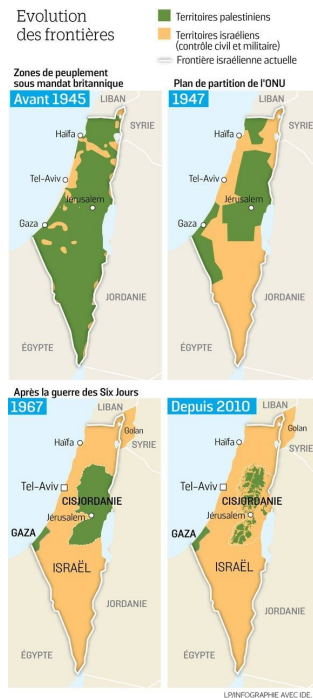 Evolution
des frontières
Territoires palestiniens
Territoires israéliens
(contrôle civil et militaire)
Frontière israélienne actuelle
Zones de peuplement
sous mandat britannique
Avant 1945
LIBAN
SYRIE
Haïfa
Tel-Aviv
Jérusalem
Gaza
JORDANIE
ÉGYPTE
Plan de partition de l'ONU
1947
LIBAN
SYRIE
Haïfa
Tel-Aviv
Jérusalem
Gaza
JORDANIE
ÉGYPTE
Après la guerre des Six Jours
1967
LIBAN
Golan
SYRIE
Haïfa
Tel-Aviv
CISJORDANIE
Jérusalem
GAZA
ISRAËL
JORDANIE
ÉGYPTE
Depuis 2010
LIBAN
Golan
SYRIE
Haïfa
Tel-Aviv
CISJORDANIE
Jérusalem
GAZA
ISRAËL
JORDANIE
ÉGYPTE
LP/INFOGRAPHIE AVEC IDE.